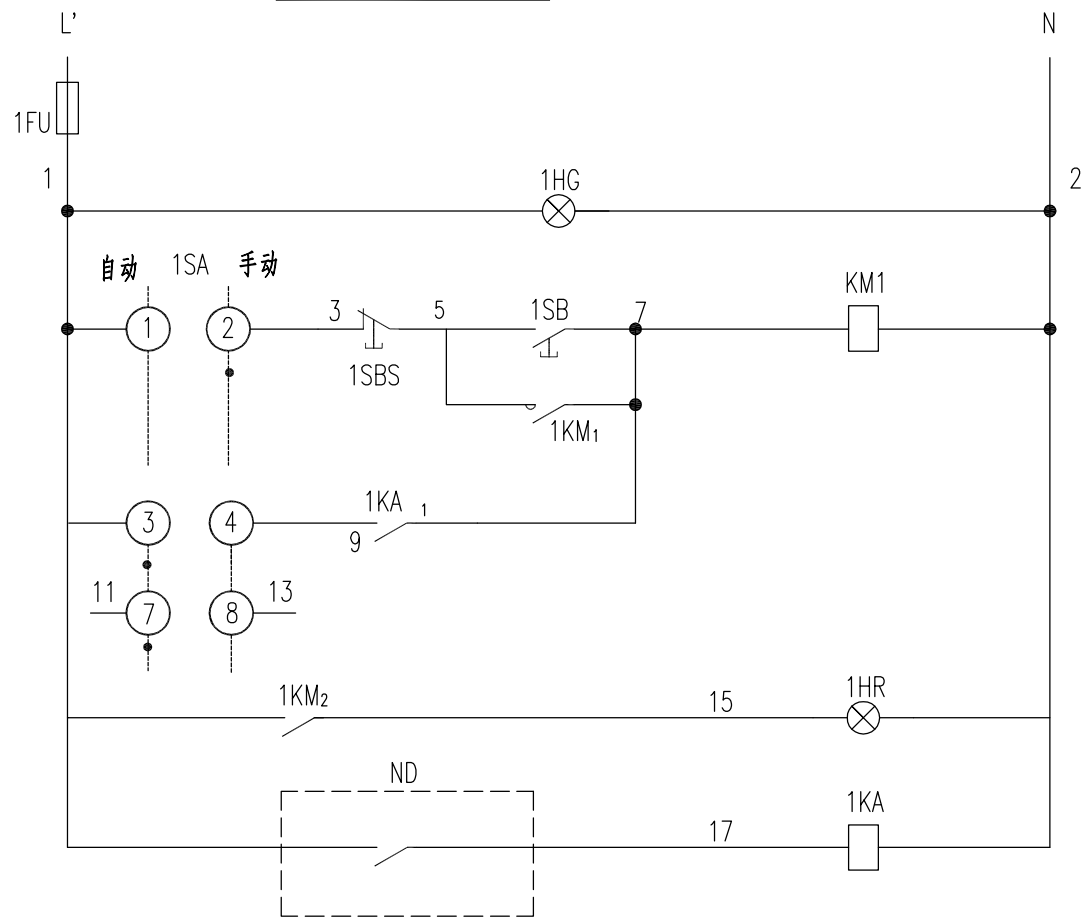 L' N
1FU
1 1HG 2
自动 1SA 手动 KM1
1 2 3 5 1SB 7
1SBS
1KM₁
1KA 1
3 4 9
11 7 8 13
1KM₂ 15 1HR
ND
17 1KA